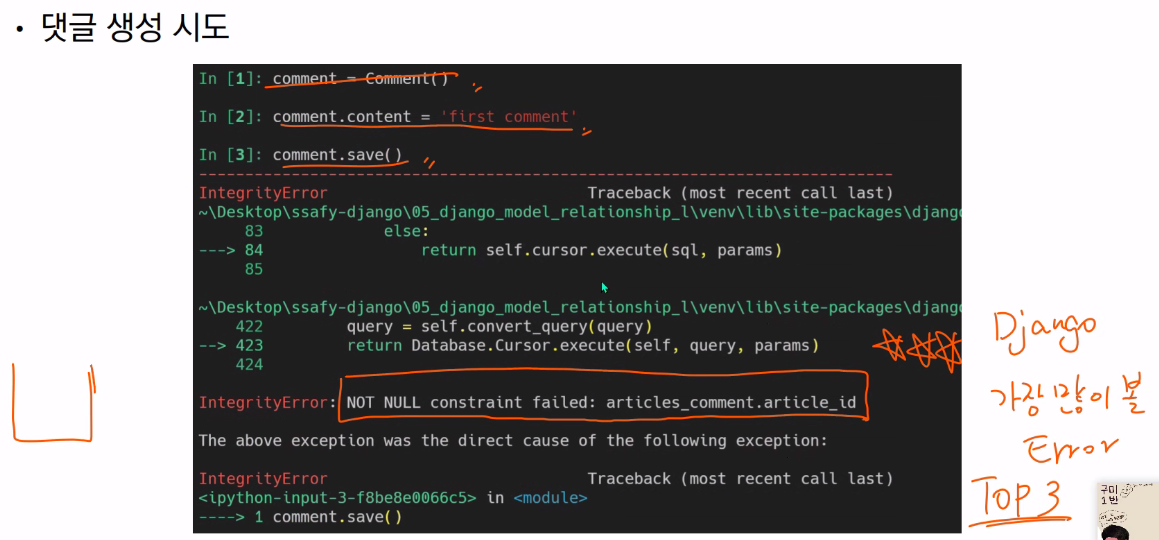 • 댓글 생성 시도
In [1]: comment = Comment()
In [2]: comment.content = 'first comment'
In [3]: comment.save()
---------------------------------------------------------------------------
IntegrityError Traceback (most recent call last)
~\Desktop\ssafy-django\05_django_model_relationship_l\venv\lib\site-packages\django
83 else:
---> 84 return self.cursor.execute(sql, params)
85
~\Desktop\ssafy-django\05_django_model_relationship_l\venv\lib\site-packages\django
422 query = self.convert_query(query)
--> 423 return Database.Cursor.execute(self, query, params)
424
IntegrityError: NOT NULL constraint failed: articles_comment.article_id
The above exception was the direct cause of the following exception:
IntegrityError Traceback (most recent call last)
<ipython-input-3-f8be8e0066c5> in <module>
----> 1 comment.save()
Django
가장 많이 볼
Error
TOP 3
구미
1반